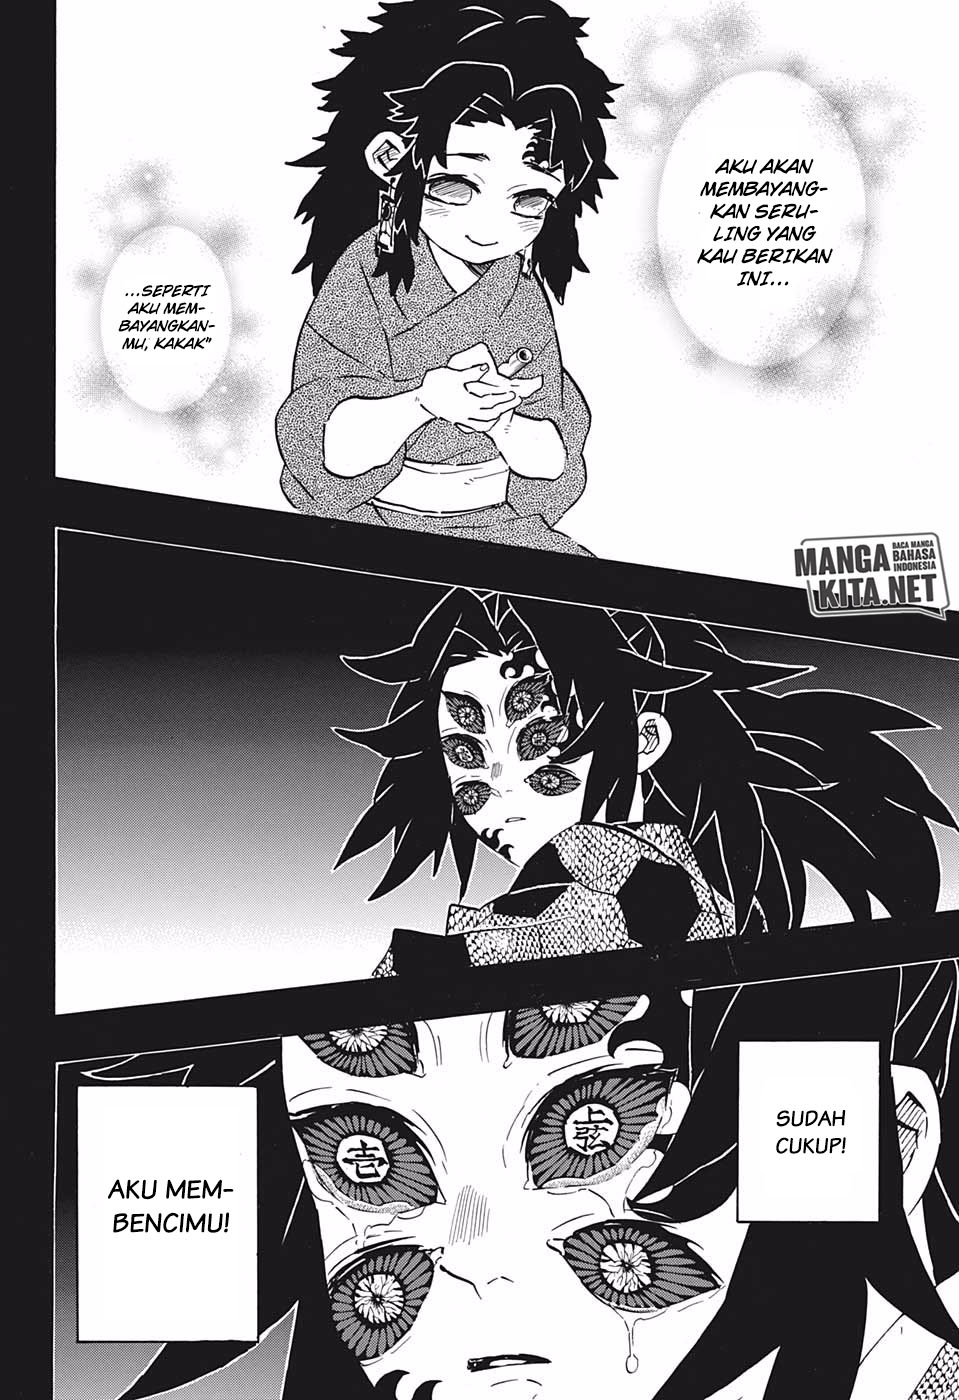 AKU AKAN
MEMBAYANG-
KAN SERU-
LING YANG
KAU BERIKAN
INI...
...SEPERTI
AKU MEM-
BAYANGKAN-
MU, KAKAK"
MANGA
KITA.NET
BACA MANGA
BAHASA
INDONESIA
SUDAH
CUKUP!
上弦
壱
AKU MEM-
BENCIMU!